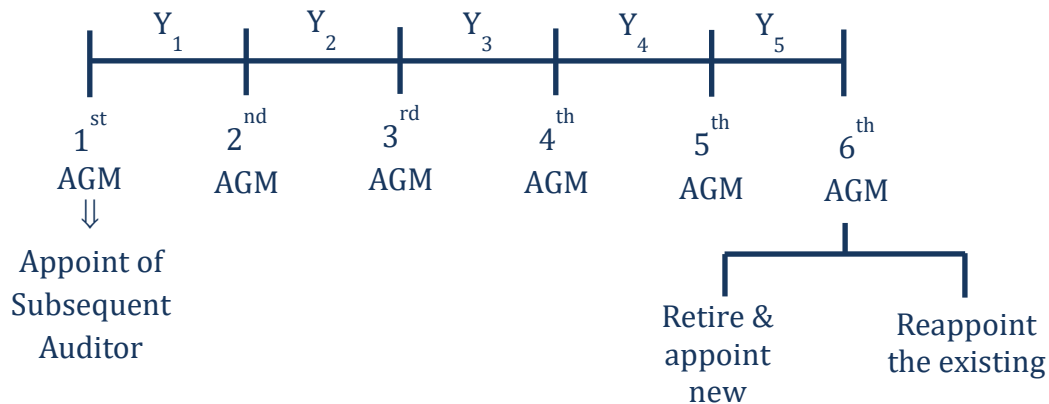 Y1 Y2 Y3 Y4 Y5
1st 2nd 3rd 4th 5th 6th
AGM AGM AGM AGM AGM AGM
⇓
Appoint of
Subsequent
Auditor
Retire &
appoint
new
Reappoint
the existing